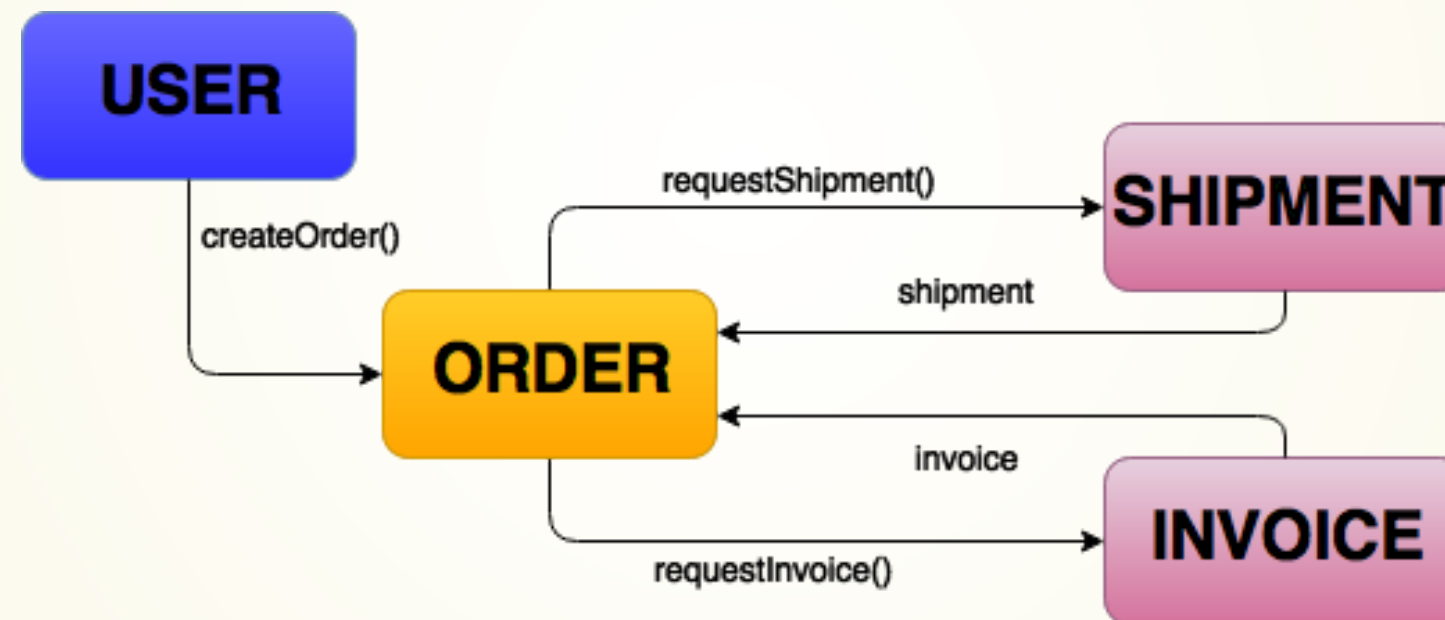 USER
createOrder()
requestShipment()
SHIPMENT
shipment
ORDER
invoice
INVOICE
requestInvoice()